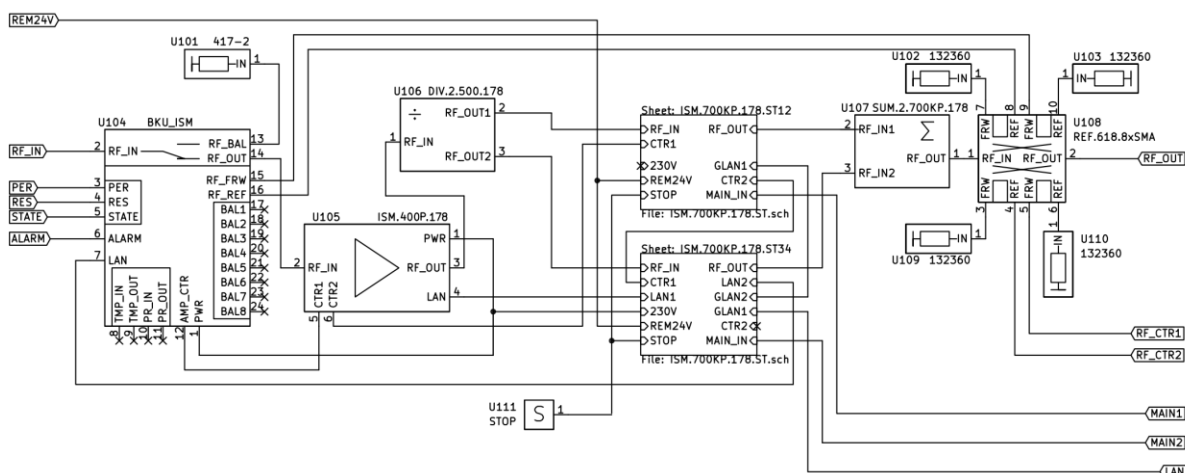 REM24V
U101 417-2
1
IN
U102 132360
1
IN
U103 132360
1
IN
U106 DIV.2.500.178
÷
RF_OUT1
2
1
RF_IN
RF_OUT2
3
Sheet: ISM.700KP.178.ST12
RF_IN
CTR1
230V
REM24V
STOP
RF_OUT
GLAN1
CTR2
MAIN_IN
File: ISM.700KP.178.ST.sch
U107 SUM.2.700KP.178
2
RF_IN1
Σ
RF_OUT
1
3
RF_IN2
7
8
9
10
FRW
REF
FRW
REF
U108
REF.618.8xSMA
1
RF_IN
RF_OUT
2
FRW
REF
FRW
REF
3
4
5
6
RF_OUT
U104 BKU_ISM
RF_IN
2
RF_IN
RF_BAL
13
RF_OUT
14
RF_FRW
15
RF_REF
16
PER
3
PER
RES
4
RES
STATE
5
STATE
ALARM
6
ALARM
7
LAN
BAL1
17
BAL2
18
BAL3
19
BAL4
20
BAL5
21
BAL6
22
BAL7
23
BAL8
24
TMP_IN
TMP_OUT
PR_IN
PR_OUT
AMP_CTR
PWR
8
9
10
11
12
1
U105 ISM.400P.178
PWR
1
2
RF_IN
RF_OUT
3
LAN
4
CTR1
CTR2
5
6
Sheet: ISM.700KP.178.ST34
RF_IN
CTR1
LAN1
230V
REM24V
STOP
RF_OUT
LAN2
GLAN2
GLAN1
CTR2
MAIN_IN
File: ISM.700KP.178.ST.sch
1
IN
U109 132360
1
IN
U110
132360
RF_CTR1
RF_CTR2
U111
STOP
S
1
MAIN1
MAIN2
LAN